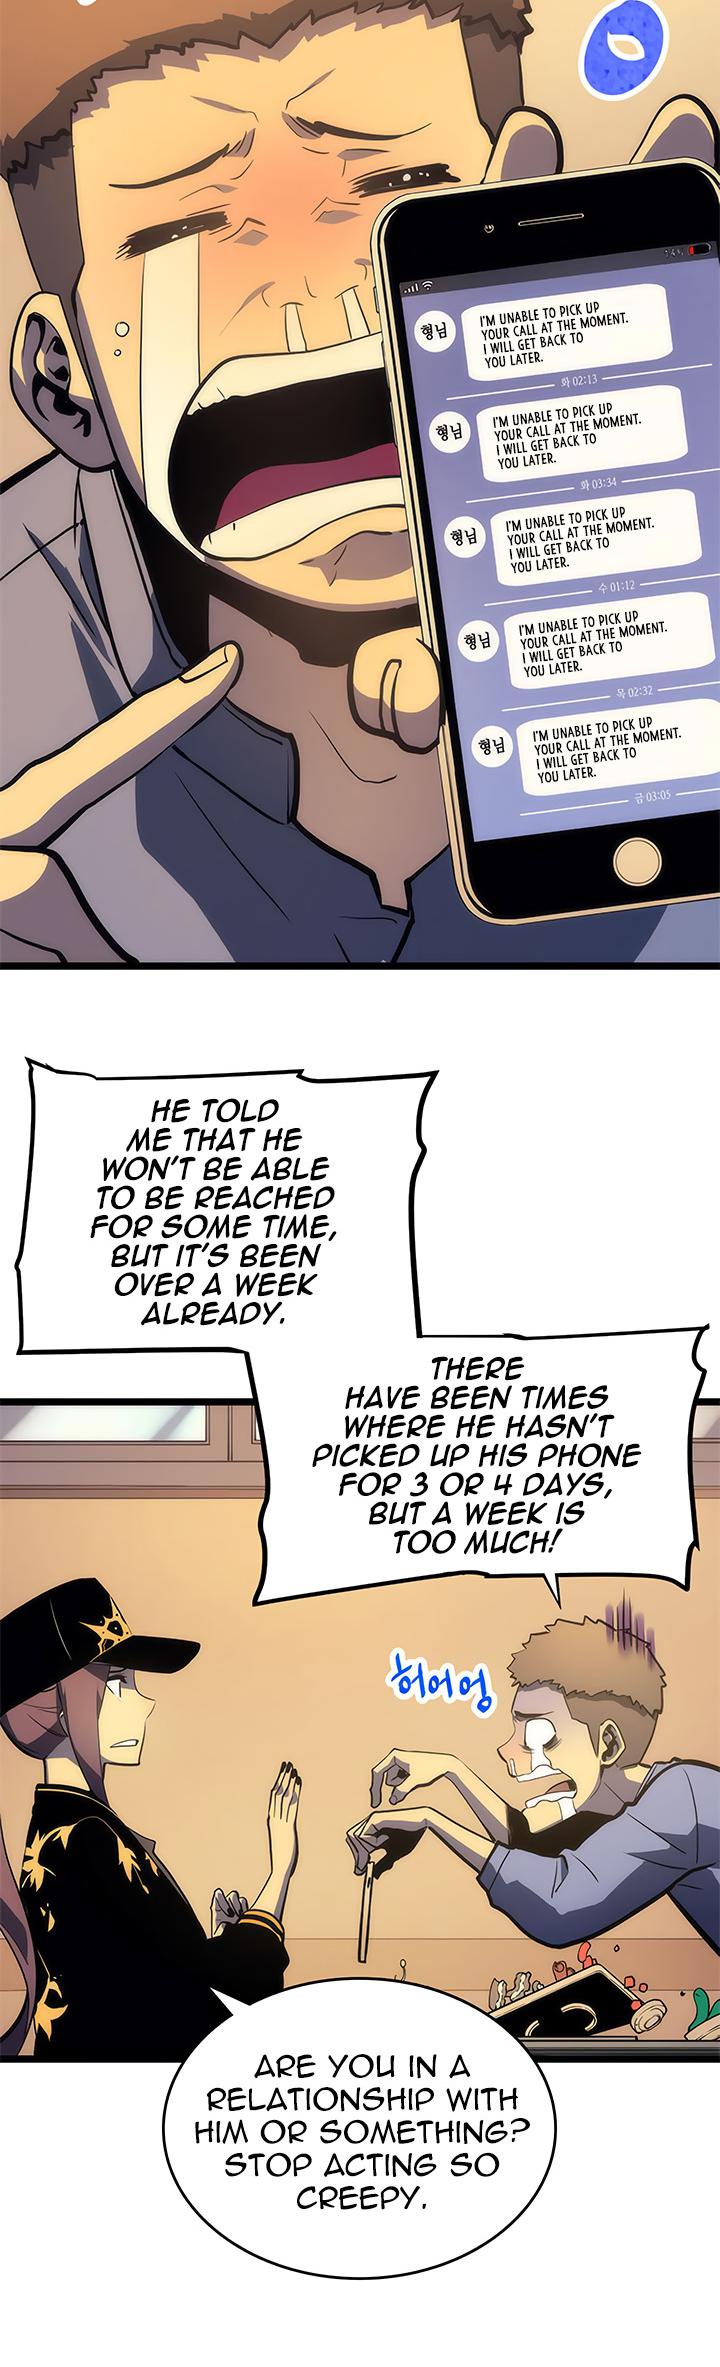 14%
형님
I'M UNABLE TO PICK UP
YOUR CALL AT THE MOMENT.
I WILL GET BACK TO
YOU LATER.
화 02:13
형님
I'M UNABLE TO PICK UP
YOUR CALL AT THE MOMENT.
I WILL GET BACK TO
YOU LATER.
화 03:34
형님
I'M UNABLE TO PICK UP
YOUR CALL AT THE MOMENT.
I WILL GET BACK TO
YOU LATER.
수 01:12
형님
I'M UNABLE TO PICK UP
YOUR CALL AT THE MOMENT.
I WILL GET BACK TO
YOU LATER.
목 02:32
형님
I'M UNABLE TO PICK UP
YOUR CALL AT THE MOMENT.
I WILL GET BACK TO
YOU LATER.
금 03:05
HE TOLD
ME THAT HE
WON'T BE ABLE
TO BE REACHED
FOR SOME TIME,
BUT IT'S BEEN
OVER A WEEK
ALREADY.
THERE
HAVE BEEN TIMES
WHERE HE HASN'T
PICKED UP HIS PHONE
FOR 3 OR 4 DAYS,
BUT A WEEK IS
TOO MUCH!
허어엉
ARE YOU IN A
RELATIONSHIP WITH
HIM OR SOMETHING?
STOP ACTING SO
CREEPY.